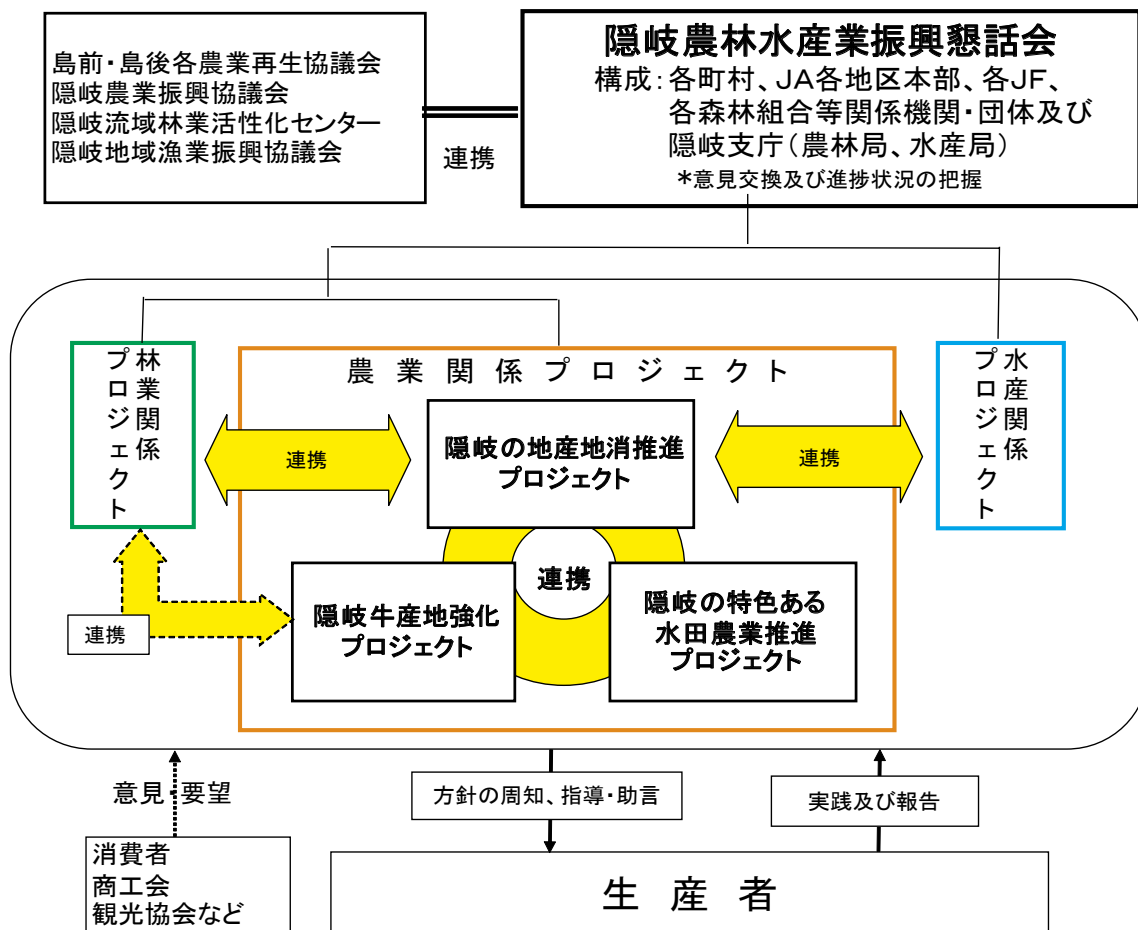 島前・島後各農業再生協議会
隠岐農業振興協議会
隠岐流域林業活性化センター
隠岐地域漁業振興協議会
連携
隠岐農林水産業振興懇話会
構成：各町村、JA各地区本部、各JF、
各森林組合等関係機関・団体及び
隠岐支庁（農林局、水産局）
*意見交換及び進捗状況の把握
林業関係
プロジェクト
農業関係プロジェクト
水産関係
プロジェクト
連携
隠岐の地産地消推進
プロジェクト
連携
連携
隠岐牛産地強化
プロジェクト
隠岐の特色ある
水田農業推進
プロジェクト
連携
意見・要望
方針の周知、指導・助言
実践及び報告
消費者
商工会
観光協会など
生産者